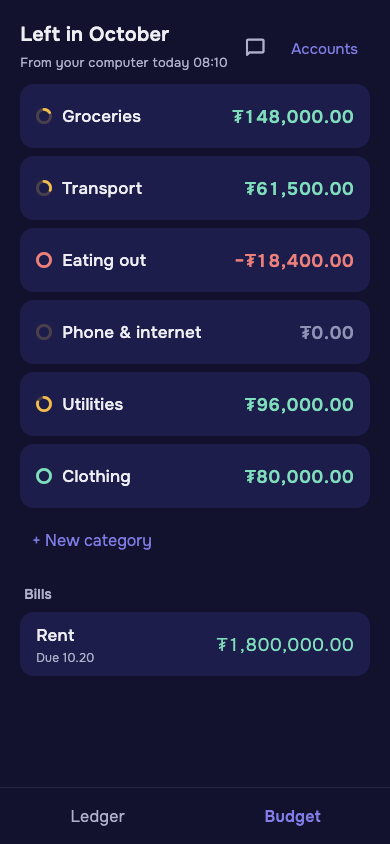 Left in October
From your computer today 08:10
Accounts
Groceries ₮148,000.00
Transport ₮61,500.00
Eating out −₮18,400.00
Phone & internet ₮0.00
Utilities ₮96,000.00
Clothing ₮80,000.00
+ New category
Bills
Rent
Due 10.20
₮1,800,000.00
Ledger
Budget